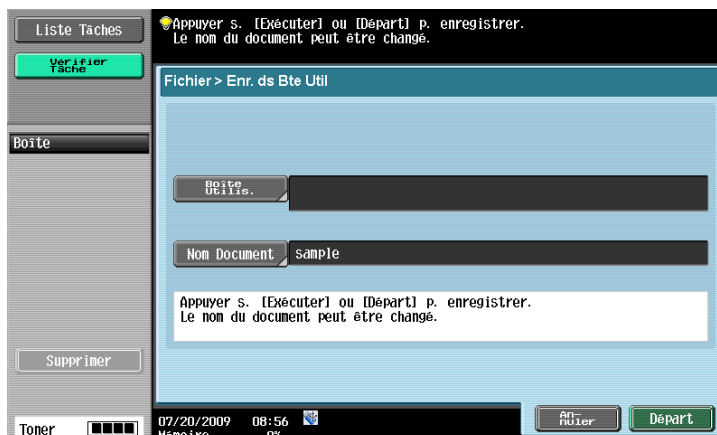 Liste Tâches
Appuyer s. [Exécuter] ou [Départ] p. enregistrer.
Le nom du document peut être changé.
Vérifier
Tâche
Fichier > Enr. ds Bte Util
Boîte
Boîte
Utilis.
Nom Document
sample
Appuyer s. [Exécuter] ou [Départ] p. enregistrer.
Le nom du document peut être changé.
Supprimer
An-
nuler
Départ
07/20/2009 08:56
Toner
Mémoire 0%